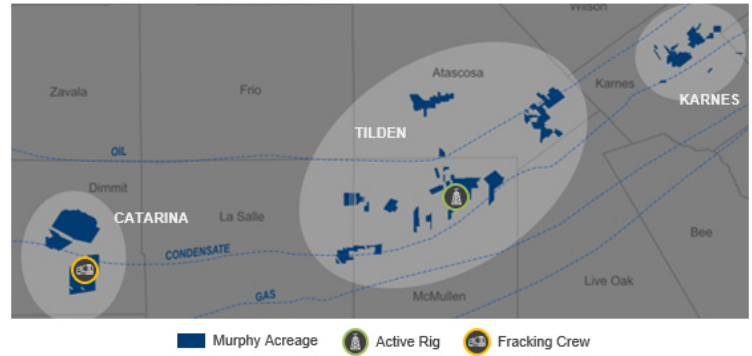 Wilson
Atascosa
Zavala
Frio
Karnes
KARNES
TILDEN
OIL
Dimmit
CATARINA
La Salle
Bee
CONDENSATE
GAS
McMullen
Live Oak
Murphy Acreage
Active Rig
Fracking Crew